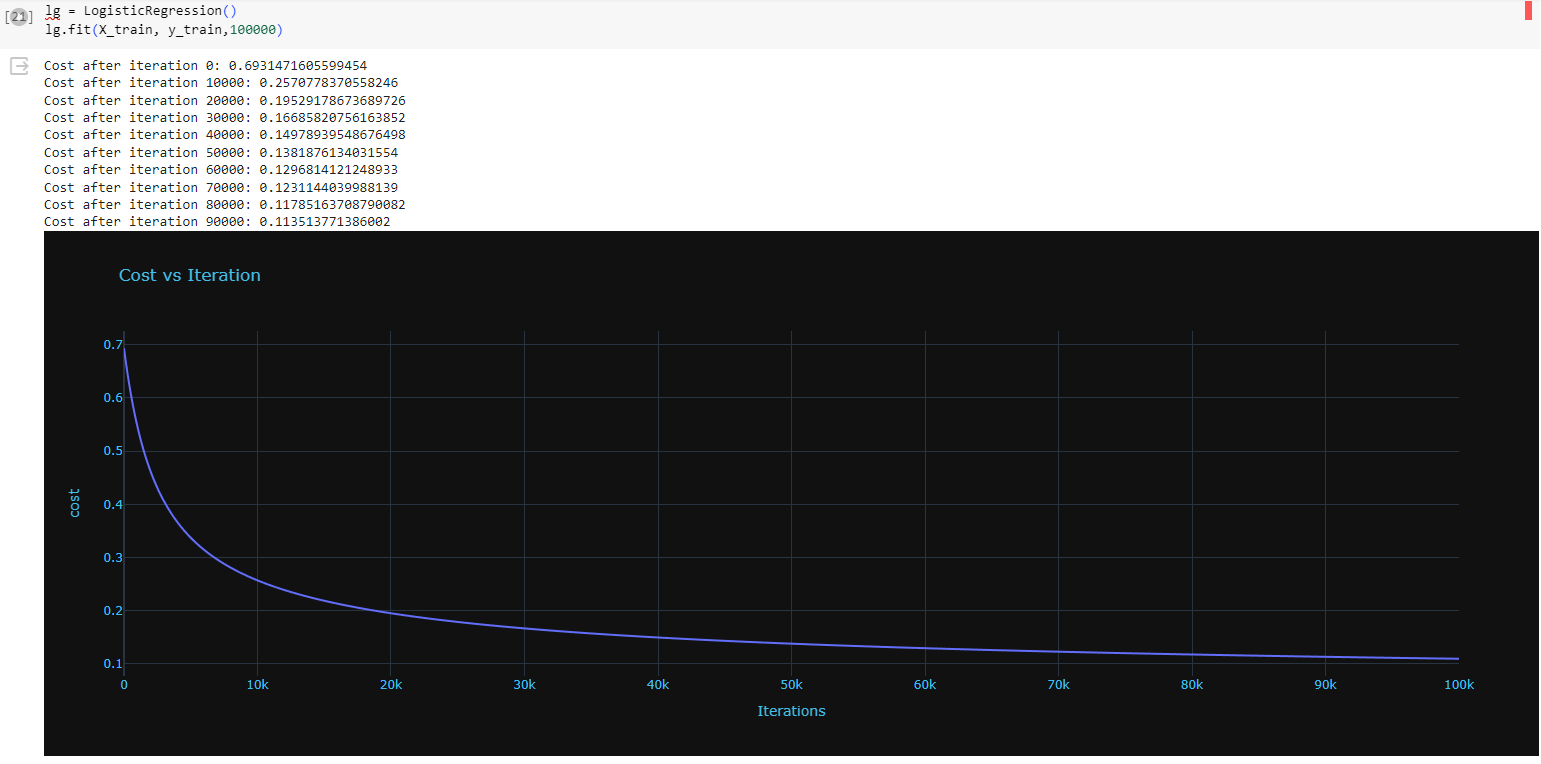 [21] lg = LogisticRegression()
lg.fit(X_train, y_train,100000)
Cost after iteration 0: 0.6931471605599454
Cost after iteration 10000: 0.2570778370558246
Cost after iteration 20000: 0.19529178673689726
Cost after iteration 30000: 0.16685820756163852
Cost after iteration 40000: 0.14978939548676498
Cost after iteration 50000: 0.1381876134031554
Cost after iteration 60000: 0.1296814121248933
Cost after iteration 70000: 0.1231144039988139
Cost after iteration 80000: 0.11785163708790082
Cost after iteration 90000: 0.113513771386002
Cost vs Iteration
0.7
0.6
0.5
0.4
0.3
0.2
0.1
cost
0 10k 20k 30k 40k 50k 60k 70k 80k 90k 100k
Iterations